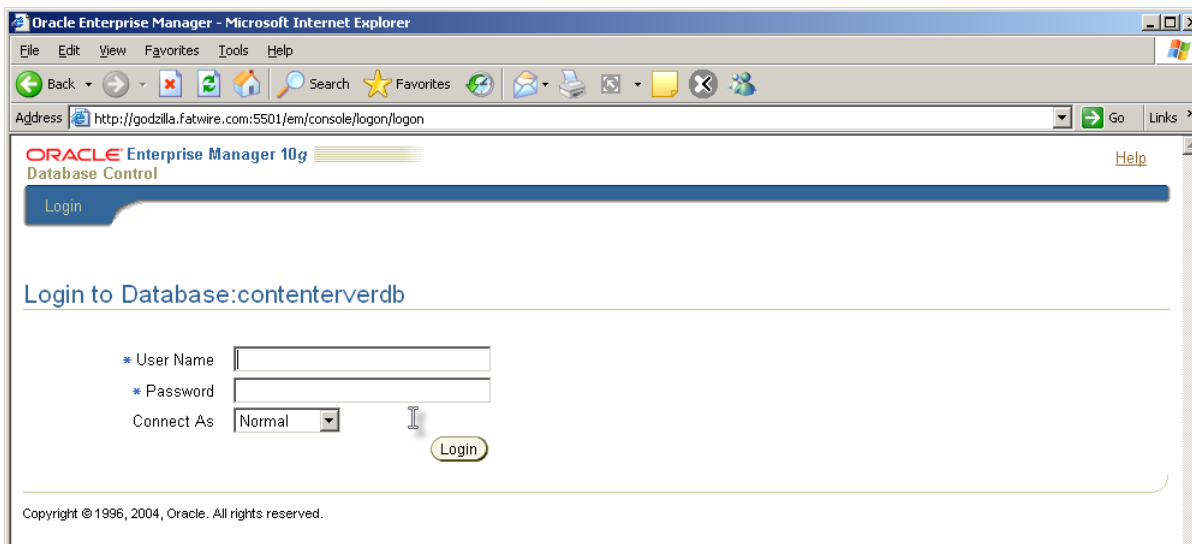 Oracle Enterprise Manager - Microsoft Internet Explorer
File Edit View Favorites Tools Help
Back Search Favorites
Address http://godzilla.fatwire.com:5501/em/console/logon/logon Go Links »
ORACLE Enterprise Manager 10g
Help
Database Control
Login
Login to Database:contenterverdb
* User Name
* Password
Connect As Normal
Login
Copyright © 1996, 2004, Oracle. All rights reserved.